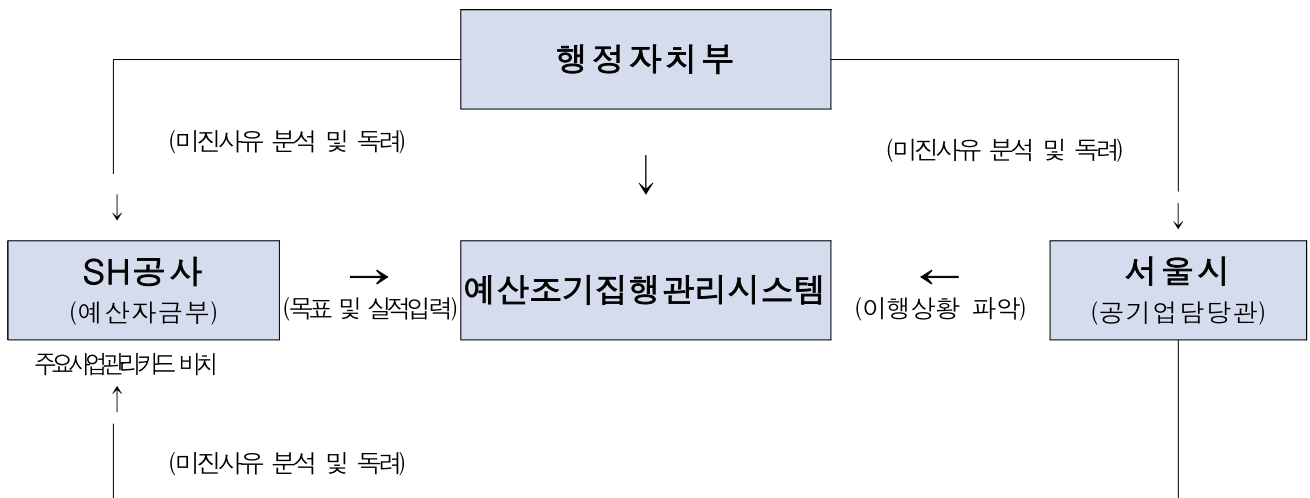 행정자치부
(미진사유 분석 및 독려)
(미진사유 분석 및 독려)
SH공사
(예산자금부)
(목표 및 실적입력)
예산조기집행관리시스템
(이행상황 파악)
서울시
(공기업담당관)
주요사업관리카드 비치
(미진사유 분석 및 독려)